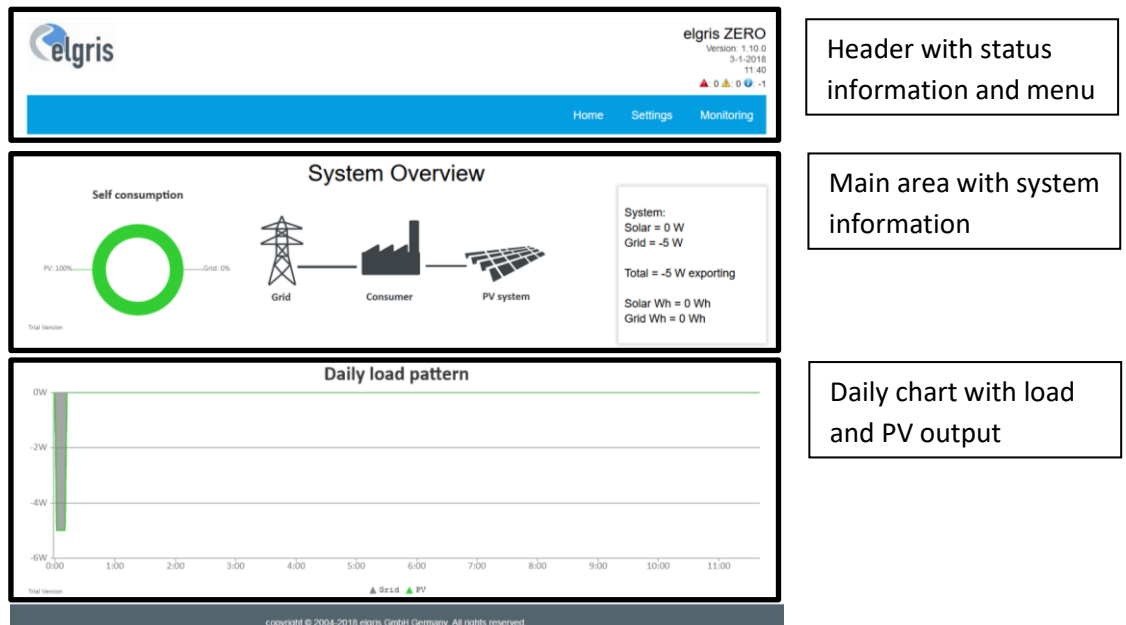 elgris
elgris ZERO
Version: 1.10.0
3-1-2018
11:40
: 0 : 0 : -1
Home Settings Monitoring
Header with status
information and menu
System Overview
Self consumption
PV: 100%
Grid: 0%
Grid
Consumer
PV system
Trial Version
System:
Solar = 0 W
Grid = -5 W
Total = -5 W exporting
Solar Wh = 0 Wh
Grid Wh = 0 Wh
Main area with system
information
Daily load pattern
0W
-2W
-4W
-6W
0:00 1:00 2:00 3:00 4:00 5:00 6:00 7:00 8:00 9:00 10:00 11:00
Grid PV
Trial Version
Daily chart with load
and PV output
copyright © 2004-2018 elgris GmbH Germany. All rights reserved